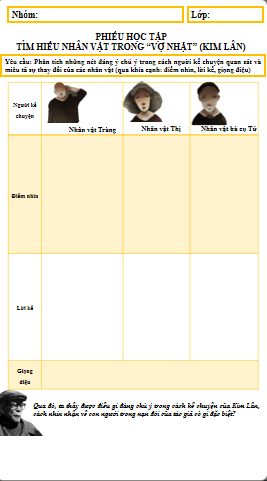 Nhóm: Lớp:
PHIẾU HỌC TẬP
TÌM HIỂU NHÂN VẬT TRONG “VỢ NHẶT” (KIM LÂN)
Yêu cầu: Phân tích những nét đáng chú ý trong cách người kể chuyện quan sát và
miêu tả sự thay đổi của các nhân vật (qua khía cạnh: điểm nhìn, lời kể, giọng điệu)
Người kể
chuyện
Nhân vật Tràng Nhân vật Thị Nhân vật bà cụ Tứ
Điểm nhìn
Lời kể
Giọng
điệu
Qua đó, ta thấy được điều gì đáng chú ý trong cách kể chuyện của Kim Lân,
cách nhìn nhận về con người trong nạn đói của tác giả có gì đặc biệt?